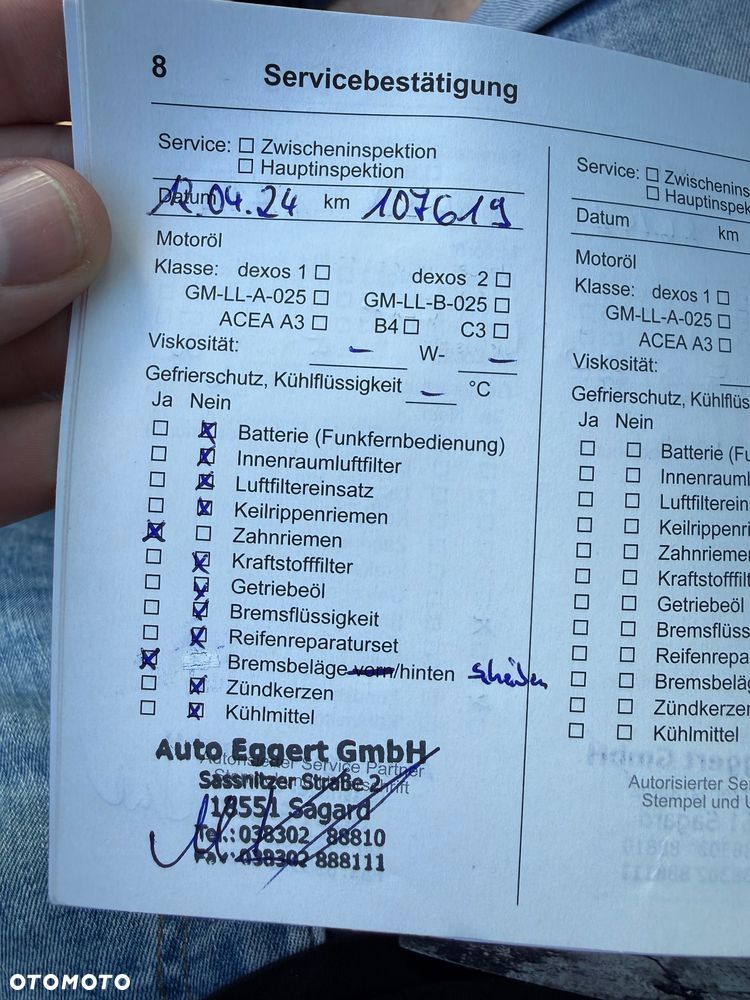 8 Servicebestätigung
Service: ☐ Zwischeninspektion
☐ Hauptinspektion
Datum 12.04.24 km 107619
Motoröl
Klasse: dexos 1 ☐ dexos 2 ☐
GM-LL-A-025 ☐ GM-LL-B-025 ☐
ACEA A3 ☐ B4 ☐ C3 ☐
Viskosität: – W- –
Gefrierschutz, Kühlflüssigkeit – °C
Ja Nein
☐ ☒ Batterie (Funkfernbedienung)
☐ ☒ Innenraumluftfilter
☐ ☒ Luftfiltereinsatz
☐ ☒ Keilrippenriemen
☒ ☐ Zahnriemen
☐ ☒ Kraftstofffilter
☐ ☒ Getriebeöl
☐ ☒ Bremsflüssigkeit
☐ ☒ Reifenreparaturset
☒ Bremsbeläge vorn/hinten Scheiben
☐ ☒ Zündkerzen
☐ ☒ Kühlmittel
Auto Eggert GmbH
Autorisierter Service Partner
Sassnitzer Straße 2
18551 Sagard
Tel.: 038302 88810
Fax: 038302 888111
Service: ☐ Zwischenins
☐ Hauptinspek
Datum km
Motoröl
Klasse: dexos 1 ☐
GM-LL-A-025 ☐
ACEA A3 ☐
Viskosität:
Gefrierschutz, Kühlflüs
Ja Nein
☐ ☐ Batterie (Fu
☐ ☐ Innenrauml
☐ ☐ Luftfilterein
☐ ☐ Keilrippenri
☐ ☐ Zahnrieme
☐ ☐ Kraftstofffilt
☐ ☐ Getriebeöl
☐ ☐ Bremsflüss
☐ ☐ Reifenrepa
☐ ☐ Bremsbeläg
☐ ☐ Zündkerzen
☐ ☐ Kühlmittel
Autorisierter Se
Stempel und U
OTOMOTO